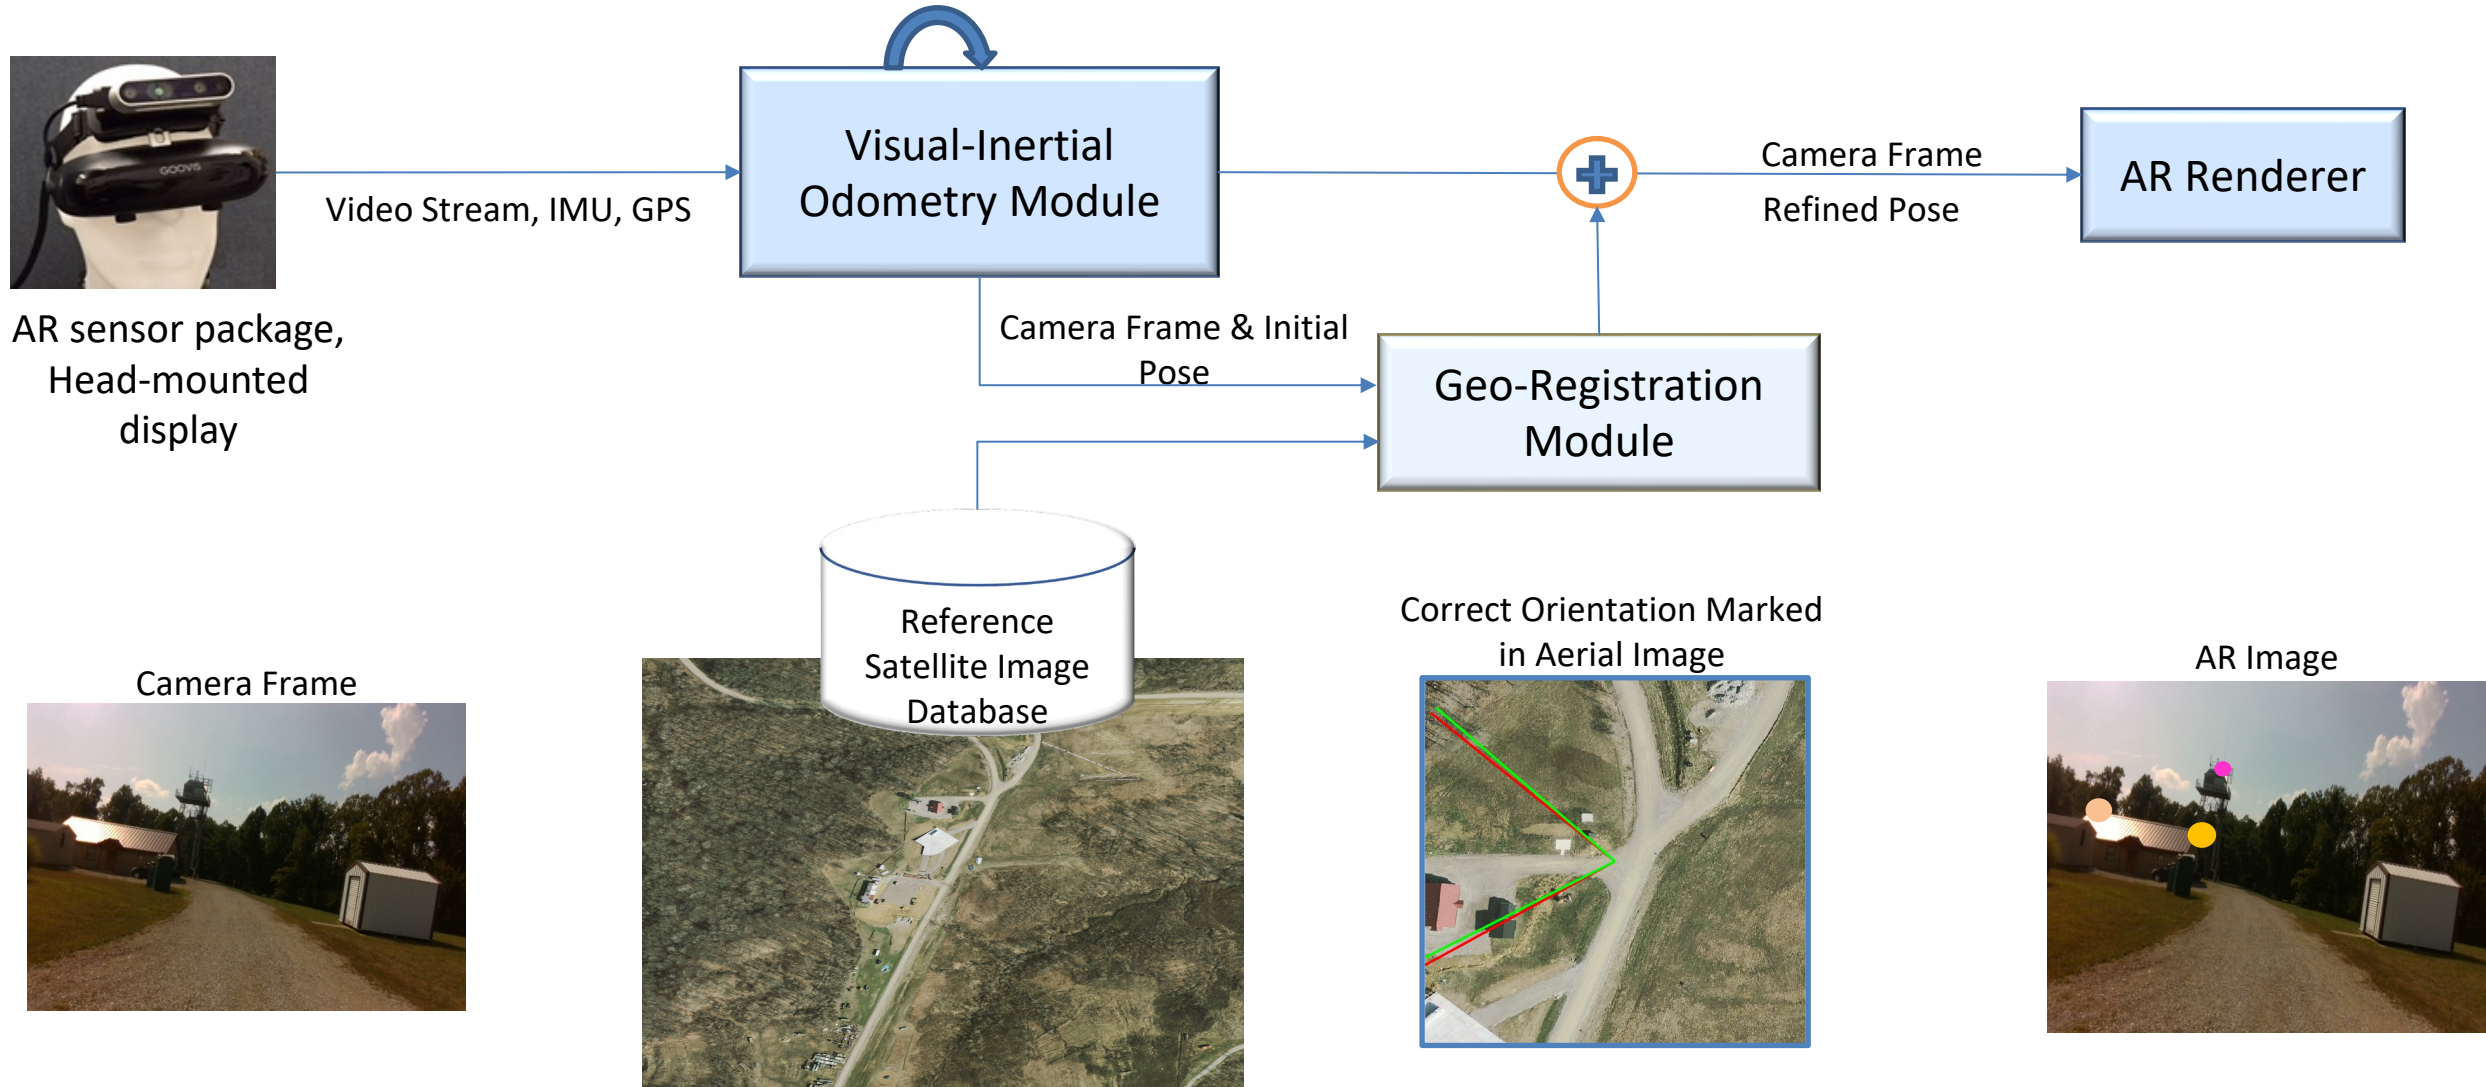 GOOVIS
AR sensor package,
Head-mounted
display
Video Stream, IMU, GPS
Visual-Inertial
Odometry Module
Camera Frame & Initial
Pose
Camera Frame
Refined Pose
AR Renderer
Geo-Registration
Module
Reference
Satellite Image
Database
Camera Frame
Correct Orientation Marked
in Aerial Image
AR Image